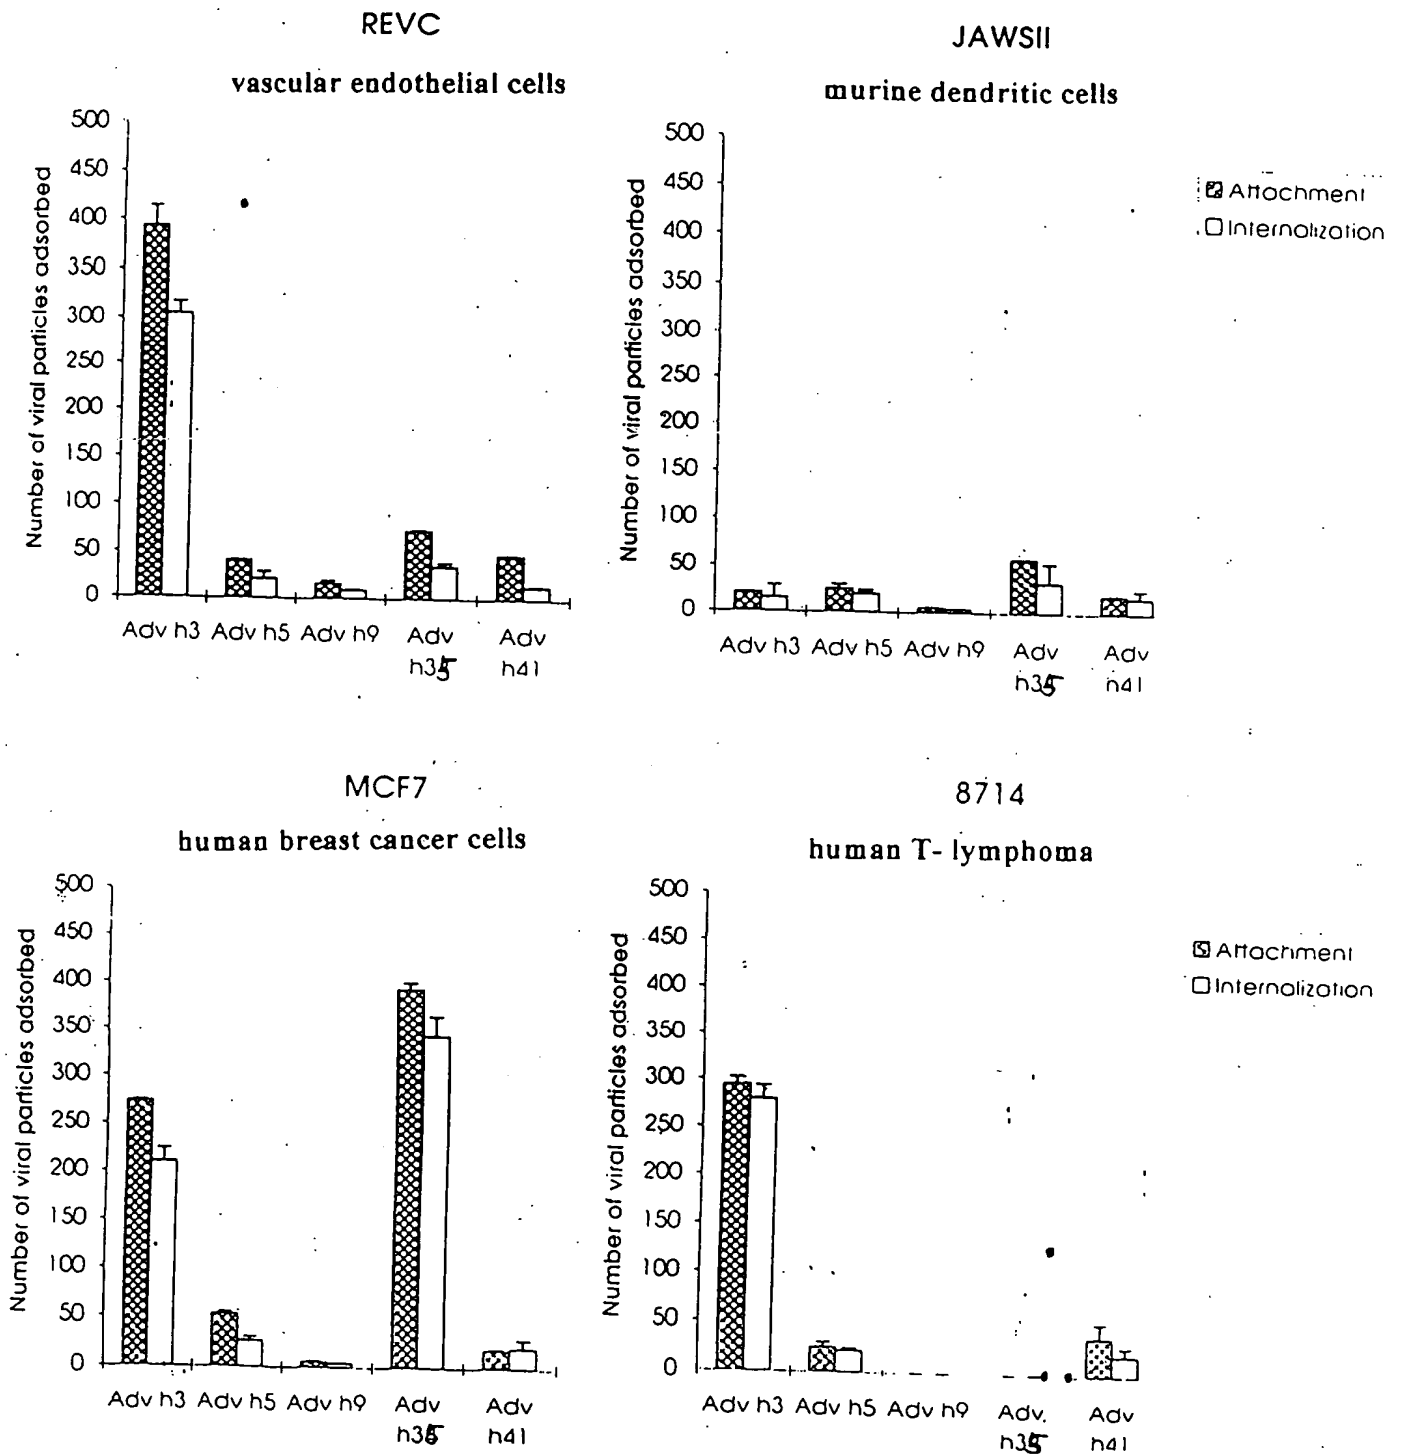 REVC
vascular endothelial cells
Number of viral particles adsorbed
500
450
400
350
300
250
200
150
100
50
0
Adv h3 Adv h5 Adv h9 Adv h35 Adv h41
JAWSII
murine dendritic cells
Number of viral particles adsorbed
500
450
400
350
300
250
200
150
100
50
0
Adv h3 Adv h5 Adv h9 Adv h35 Adv h41
Attachment
Internalization
MCF7
human breast cancer cells
Number of viral particles adsorbed
500
450
400
350
300
250
200
150
100
50
0
Adv h3 Adv h5 Adv h9 Adv h35 Adv h41
8714
human T- lymphoma
Number of viral particles adsorbed
500
450
400
350
300
250
200
150
100
50
0
Adv h3 Adv h5 Adv h9 Adv. h35 Adv h41
Attachment
Internalization